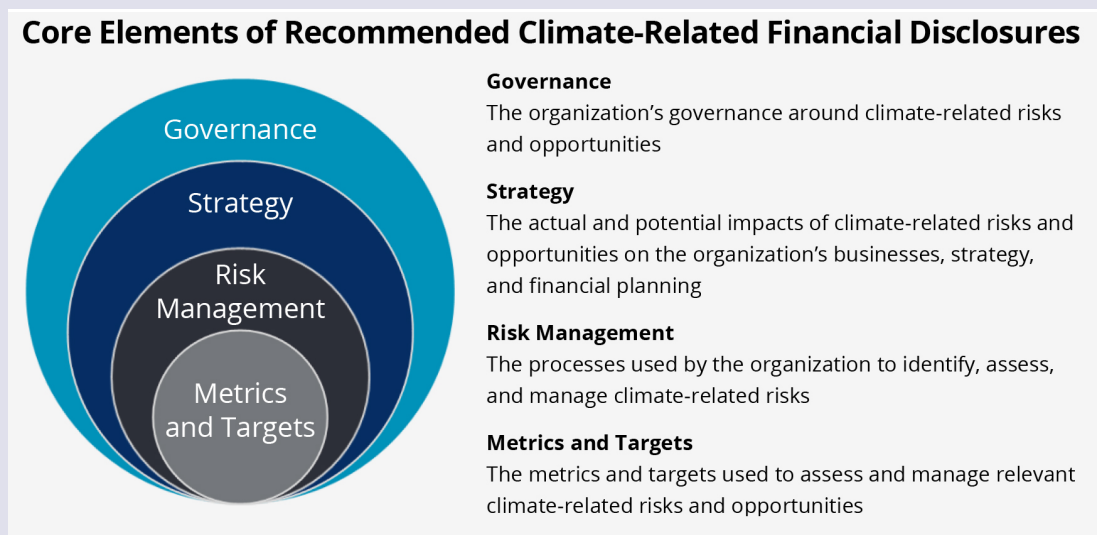 Core Elements of Recommended Climate-Related Financial Disclosures
Governance
Strategy
Risk
Management
Metrics
and Targets
Governance
The organization’s governance around climate-related risks
and opportunities
Strategy
The actual and potential impacts of climate-related risks and
opportunities on the organization’s businesses, strategy,
and financial planning
Risk Management
The processes used by the organization to identify, assess,
and manage climate-related risks
Metrics and Targets
The metrics and targets used to assess and manage relevant
climate-related risks and opportunities